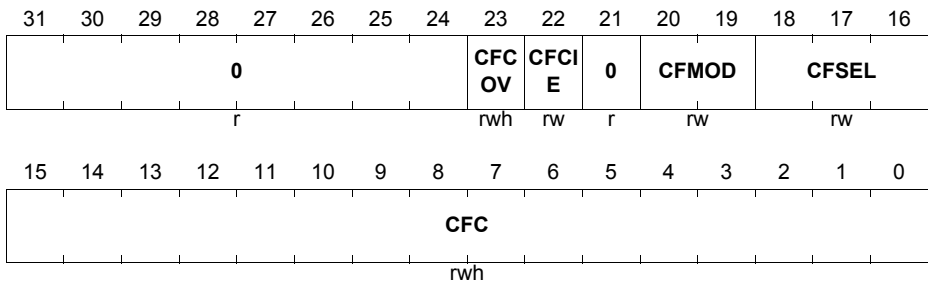 31 30 29 28 27 26 25 24 23 22 21 20 19 18 17 16
0 CFC OV CFCI E 0 CFMOD CFSEL
r rwh rw r rw rw
15 14 13 12 11 10 9 8 7 6 5 4 3 2 1 0
CFC
rwh